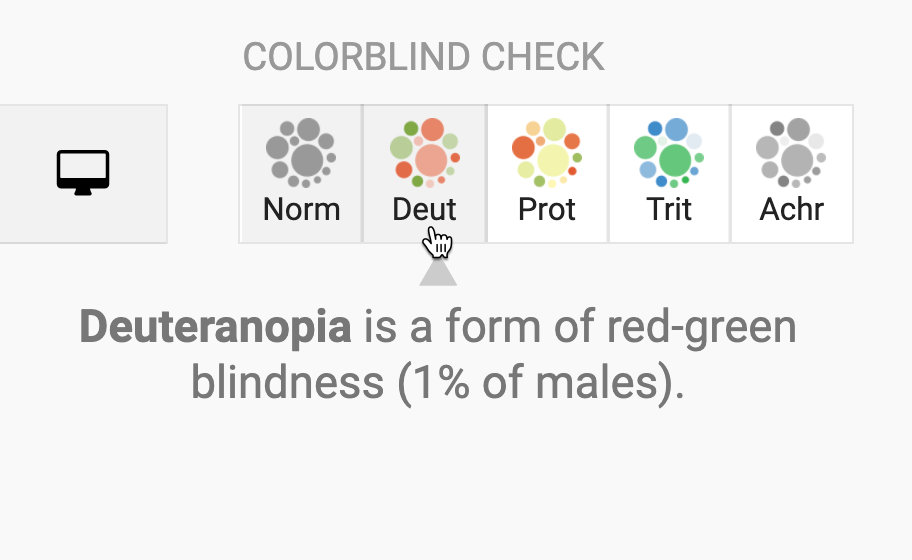 COLORBLIND CHECK
Norm Deut Prot Trit Achr
Deuteranopia is a form of red-green
blindness (1% of males).